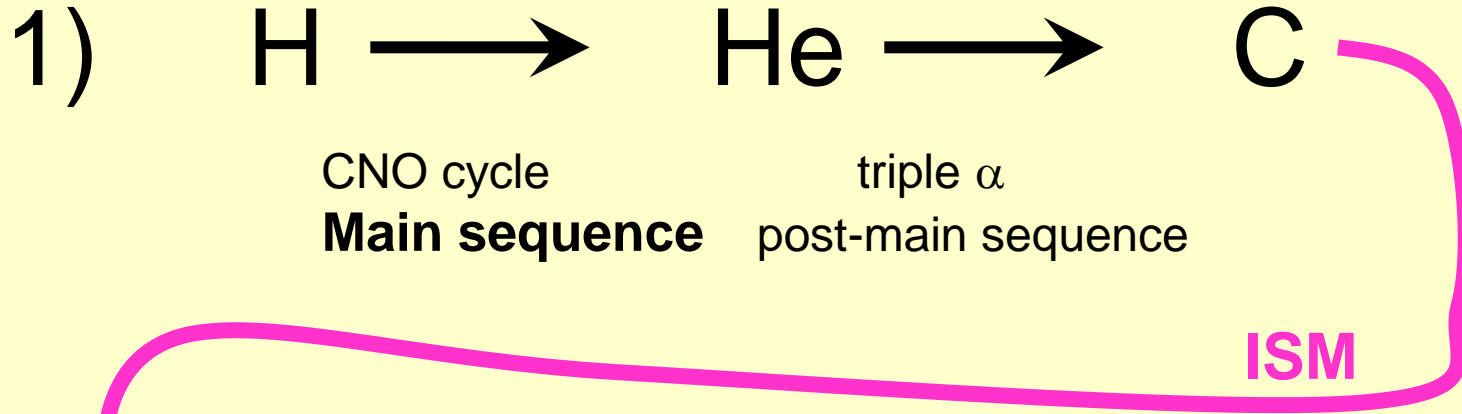 1) H ⟶ He ⟶ C
CNO cycle triple α
Main sequence post-main sequence
ISM